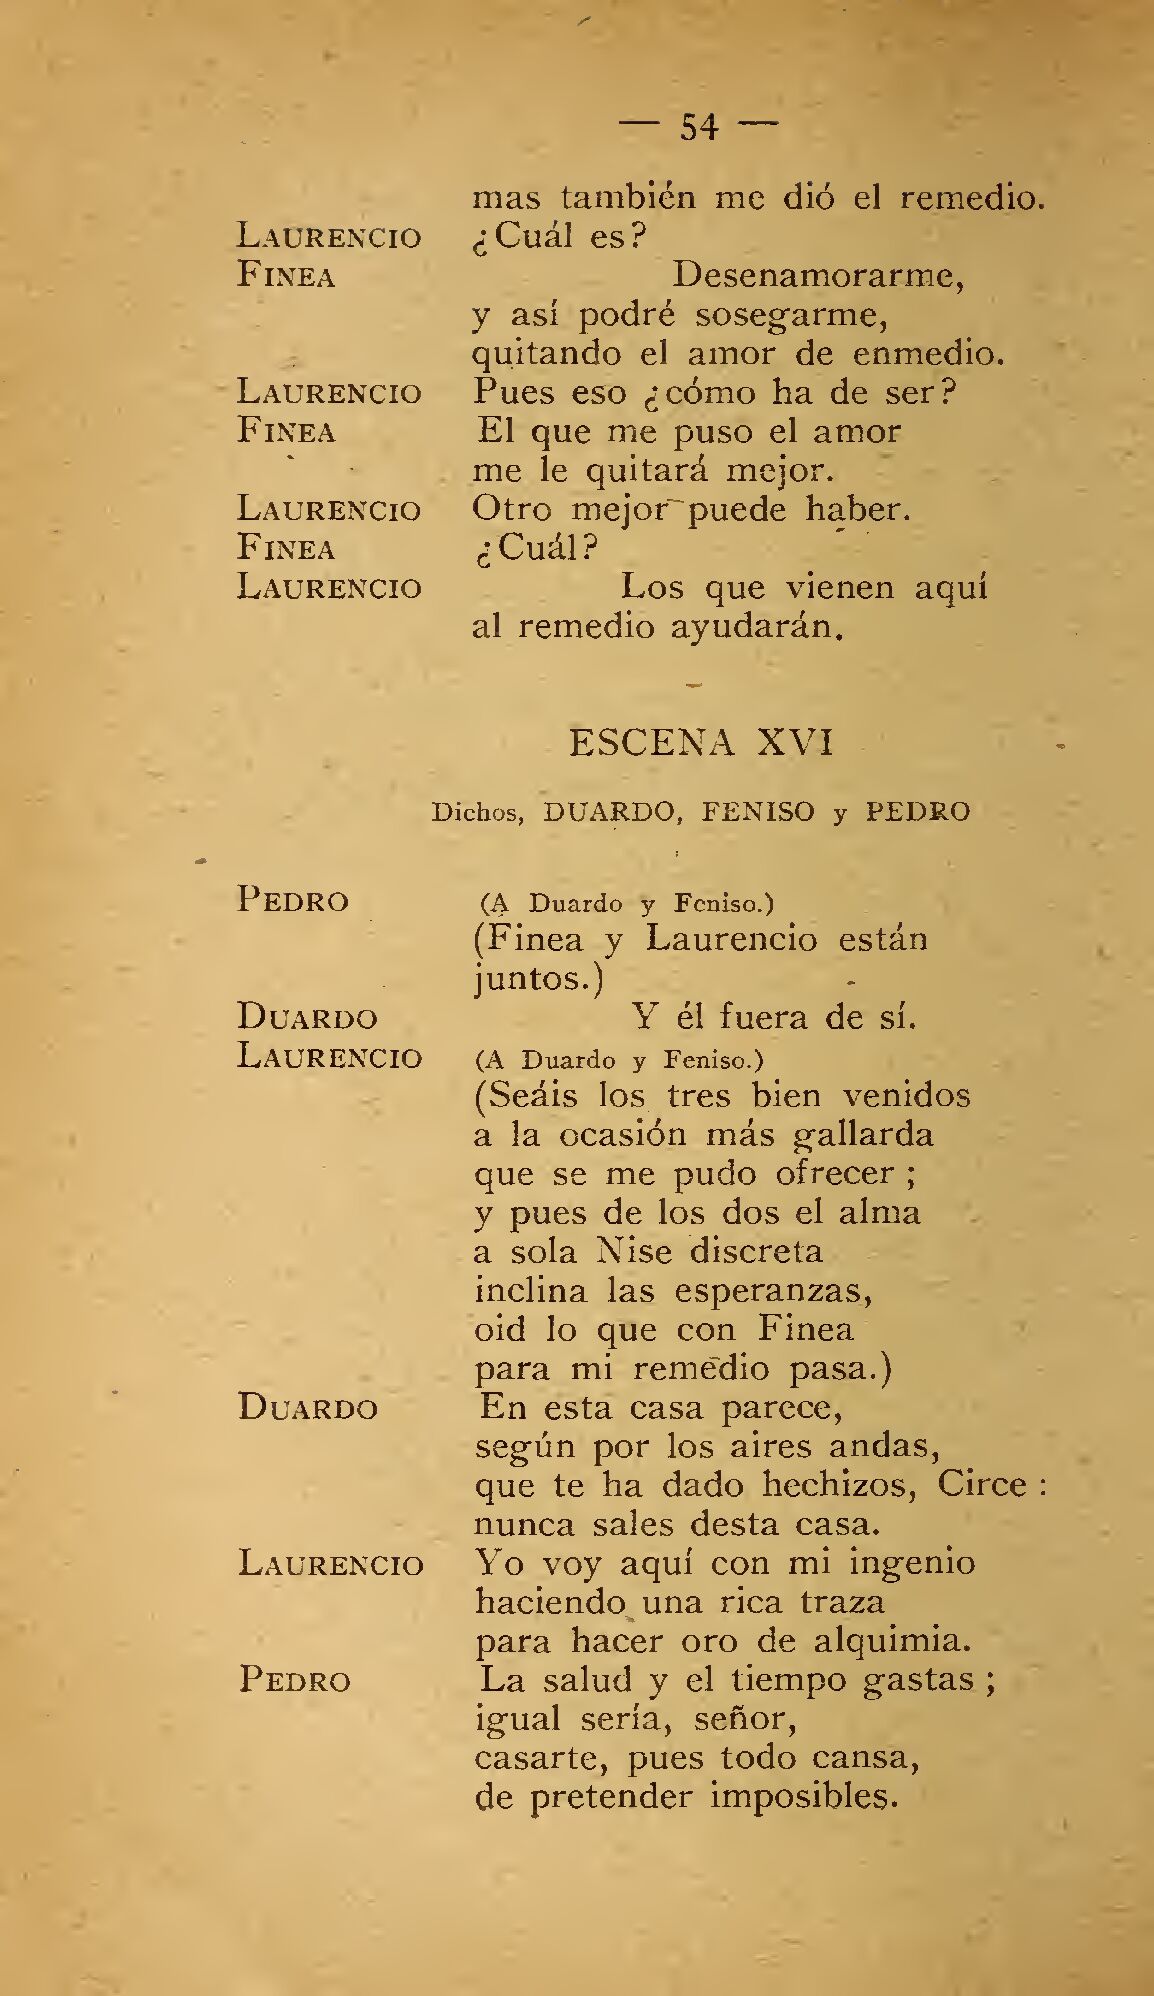 — 54 —
mas también me dió el remedio.
LAURENCIO ¿Cuál es?
FINEA Desenamorarme,
y así podré sosegarme,
quitando el amor de enmedio.
LAURENCIO Pues eso ¿cómo ha de ser?
FINEA El que me puso el amor
me le quitará mejor.
LAURENCIO Otro mejor puede haber.
FINEA ¿Cuál?
LAURENCIO Los que vienen aquí
al remedio ayudarán.
ESCENA XVI
Dichos, DUARDO, FENISO y PEDRO
PEDRO (A Duardo y Feniso.)
(Finea y Laurencio están
juntos.)
DUARDO Y él fuera de sí.
LAURENCIO (A Duardo y Feniso.)
(Seáis los tres bien venidos
a la ocasión más gallarda
que se me pudo ofrecer ;
y pues de los dos el alma
a sola Nise discreta
inclina las esperanzas,
oid lo que con Finea
para mi remedio pasa.)
DUARDO En esta casa parece,
según por los aires andas,
que te ha dado hechizos, Circe :
nunca sales desta casa.
LAURENCIO Yo voy aquí con mi ingenio
haciendo una rica traza
para hacer oro de alquimia.
PEDRO La salud y el tiempo gastas ;
igual sería, señor,
casarte, pues todo cansa,
de pretender imposibles.